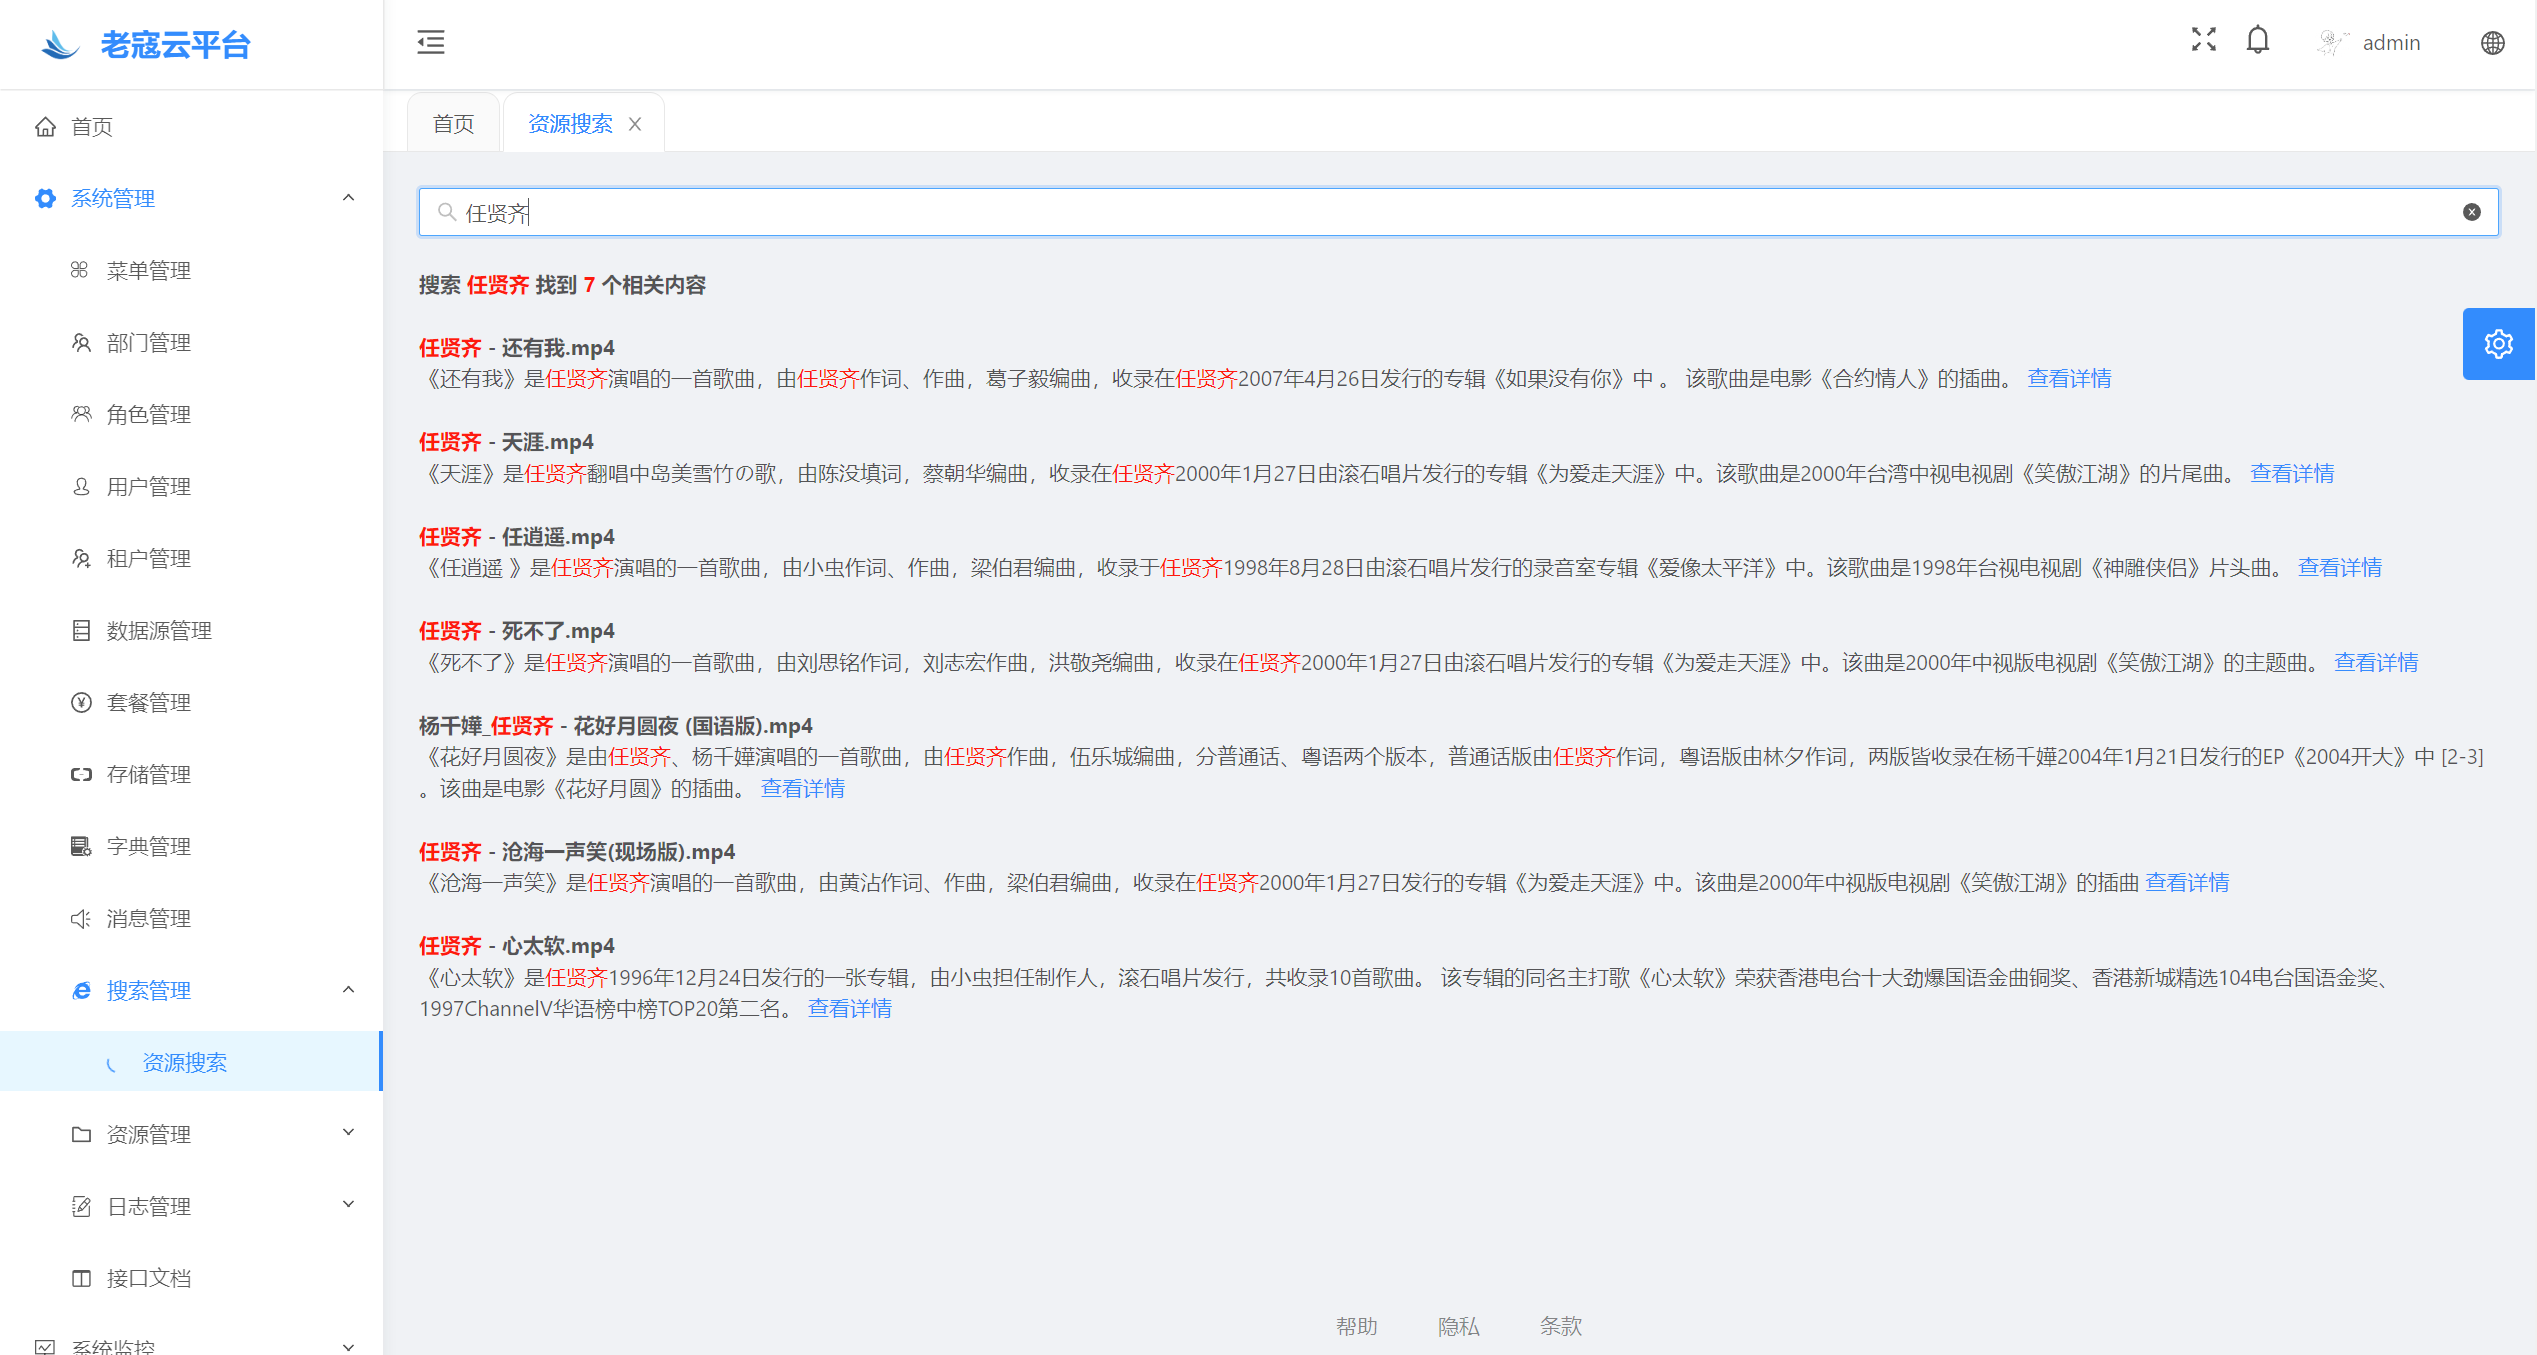 老寇云平台
admin
首页
系统管理
菜单管理
部门管理
角色管理
用户管理
租户管理
数据源管理
套餐管理
存储管理
字典管理
消息管理
搜索管理
资源搜索
资源管理
日志管理
接口文档
系统监控
首页
资源搜索
任贤齐
搜索 任贤齐 找到 7 个相关内容
任贤齐 - 还有我.mp4
《还有我》是任贤齐演唱的一首歌曲，由任贤齐作词、作曲，葛子毅编曲，收录在任贤齐2007年4月26日发行的专辑《如果没有你》中 。 该歌曲是电影《合约情人》的插曲。 查看详情
任贤齐 - 天涯.mp4
《天涯》是任贤齐翻唱中岛美雪竹の歌，由陈没填词，蔡朝华编曲，收录在任贤齐2000年1月27日由滚石唱片发行的专辑《为爱走天涯》中。该歌曲是2000年台湾中视电视剧《笑傲江湖》的片尾曲。 查看详情
任贤齐 - 任逍遥.mp4
《任逍遥 》是任贤齐演唱的一首歌曲，由小虫作词、作曲，梁伯君编曲，收录于任贤齐1998年8月28日由滚石唱片发行的录音室专辑《爱像太平洋》中。该歌曲是1998年台视电视剧《神雕侠侣》片头曲。 查看详情
任贤齐 - 死不了.mp4
《死不了》是任贤齐演唱的一首歌曲，由刘思铭作词，刘志宏作曲，洪敬尧编曲，收录在任贤齐2000年1月27日由滚石唱片发行的专辑《为爱走天涯》中。该曲是2000年中视版电视剧《笑傲江湖》的主题曲。 查看详情
杨千嬅_任贤齐 - 花好月圆夜 (国语版).mp4
《花好月圆夜》是由任贤齐、杨千嬅演唱的一首歌曲，由任贤齐作曲，伍乐城编曲，分普通话、粤语两个版本，普通话版由任贤齐作词，粤语版由林夕作词，两版皆收录在杨千嬅2004年1月21日发行的EP《2004开大》中 [2-3]
。该曲是电影《花好月圆》的插曲。 查看详情
任贤齐 - 沧海一声笑(现场版).mp4
《沧海一声笑》是任贤齐演唱的一首歌曲，由黄沾作词、作曲，梁伯君编曲，收录在任贤齐2000年1月27日发行的专辑《为爱走天涯》中。该曲是2000年中视版电视剧《笑傲江湖》的插曲 查看详情
任贤齐 - 心太软.mp4
《心太软》是任贤齐1996年12月24日发行的一张专辑，由小虫担任制作人，滚石唱片发行，共收录10首歌曲。 该专辑的同名主打歌《心太软》荣获香港电台十大劲爆国语金曲铜奖、香港新城精选104电台国语金奖、
1997ChannelV华语榜中榜TOP20第二名。 查看详情
帮助 隐私 条款